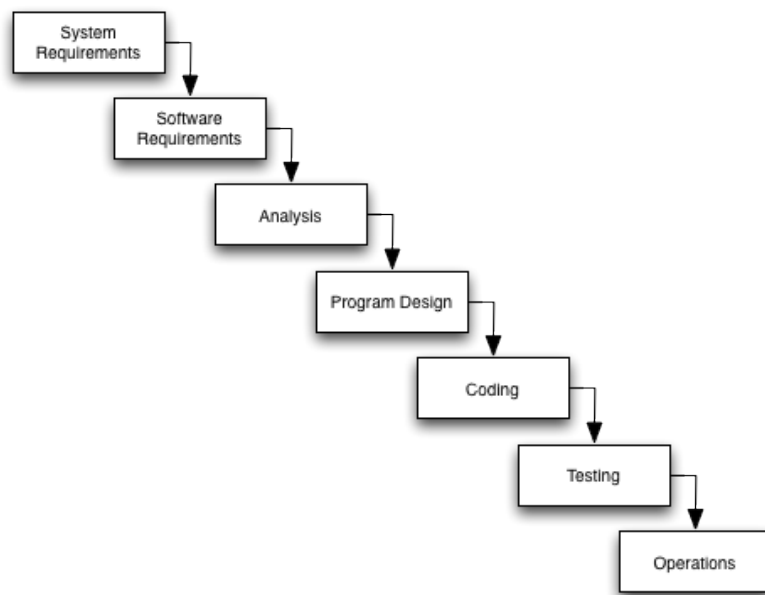 System
Requirements
Software
Requirements
Analysis
Program Design
Coding
Testing
Operations